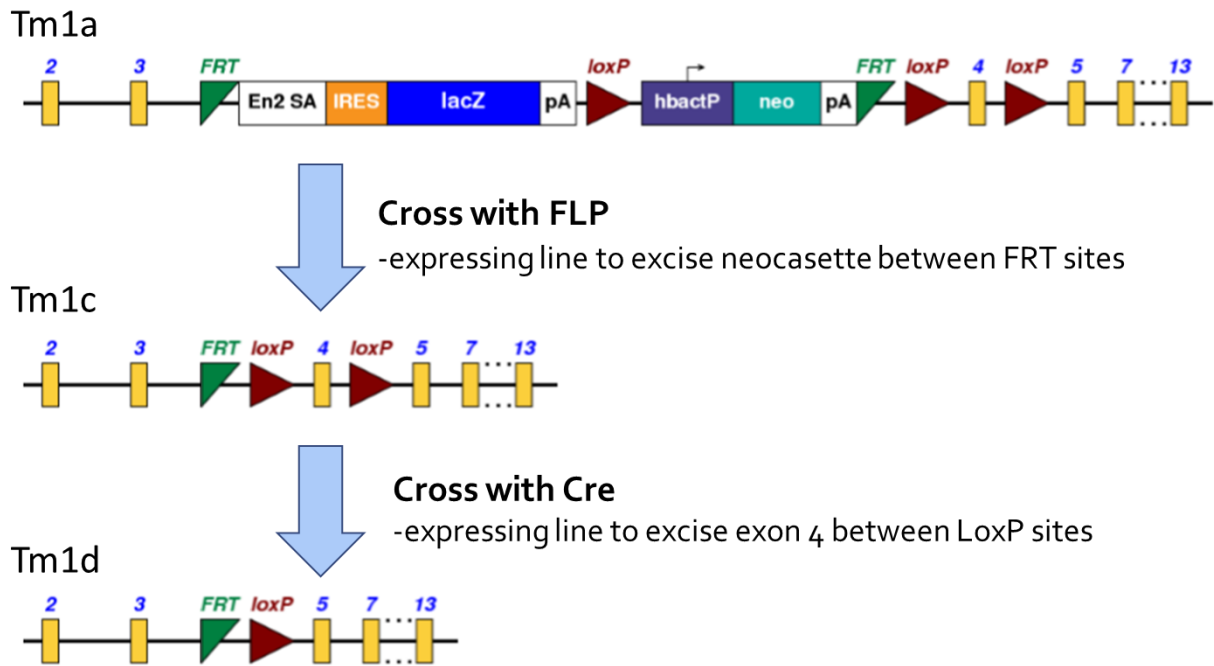 Tm1a
2 3 FRT loxP FRT loxP 4 loxP 5 7 13
En2 SA IRES lacZ pA hbactP neo pA
Cross with FLP
-expressing line to excise neocasette between FRT sites
Tm1c
2 3 FRT loxP 4 loxP 5 7 13
Cross with Cre
-expressing line to excise exon 4 between LoxP sites
Tm1d
2 3 FRT loxP 5 7 13